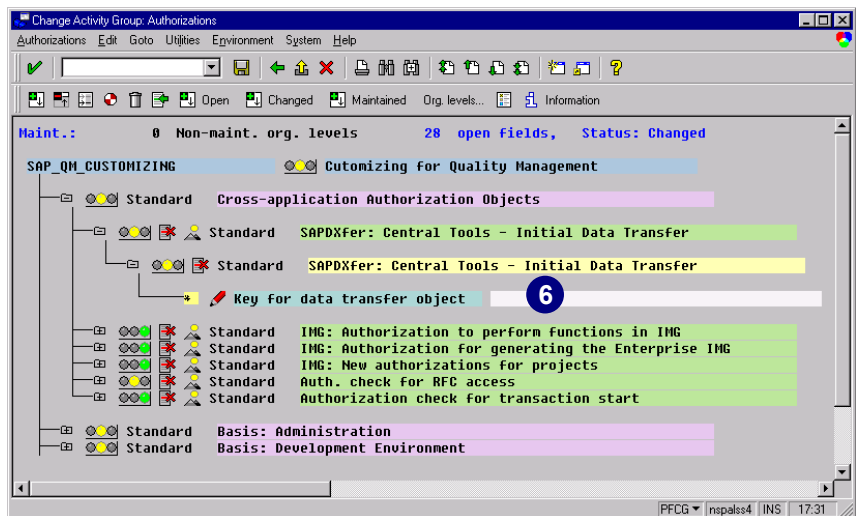 Change Activity Group: Authorizations
Authorizations Edit Goto Utilities Environment System Help
Open Changed Maintained Org. levels... Information
Maint.: 0 Non-maint. org. levels 28 open fields, Status: Changed
SAP_QM_CUSTOMIZING Cutomizing for Quality Management
Standard Cross-application Authorization Objects
Standard SAPDXfer: Central Tools - Initial Data Transfer
Standard SAPDXfer: Central Tools - Initial Data Transfer
* Key for data transfer object 6
Standard IMG: Authorization to perform functions in IMG
Standard IMG: Authorization for generating the Enterprise IMG
Standard IMG: New authorizations for projects
Standard Auth. check for RFC access
Standard Authorization check for transaction start
Standard Basis: Administration
Standard Basis: Development Environment
PFCG nspalss4 INS 17:31